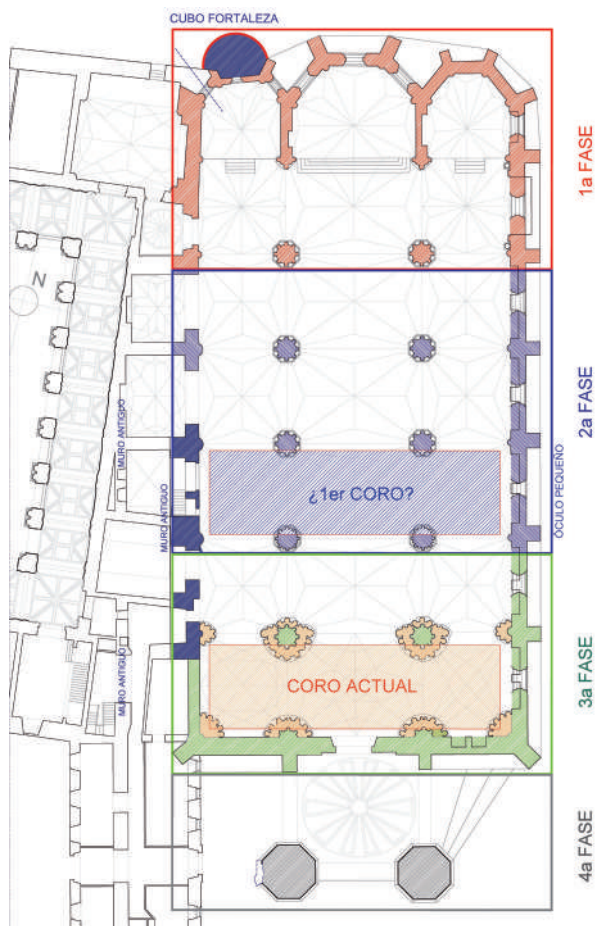 CUBO FORTALEZA
1a FASE
N
MURO ANTIGUO
2a FASE
¿1er CORO?
MURO ANTIGUO
ÓCULO PEQUEÑO
MURO ANTIGUO
CORO ACTUAL
3a FASE
4a FASE